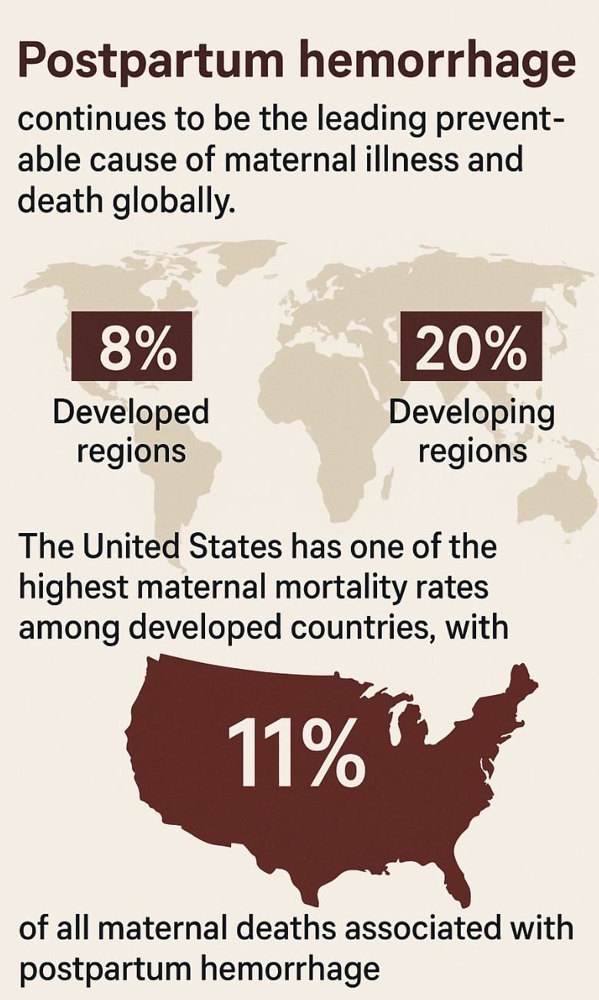 Postpartum hemorrhage
continues to be the leading prevent-
able cause of maternal illness and
death globally.
8%
Developed
regions
20%
Developing
regions
The United States has one of the
highest maternal mortality rates
among developed countries, with
11%
of all maternal deaths associated with
postpartum hemorrhage